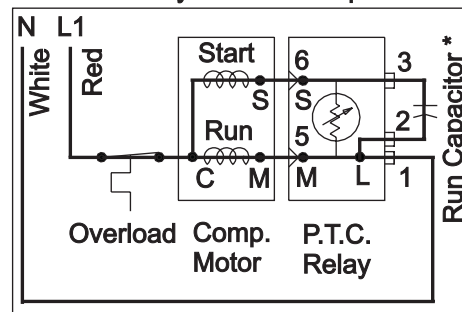 N L1
White
Red
Start
S
Run
C M
6
S
5
M L
3
2
1
Run Capacitor *
Overload
Comp.
Motor
P.T.C.
Relay